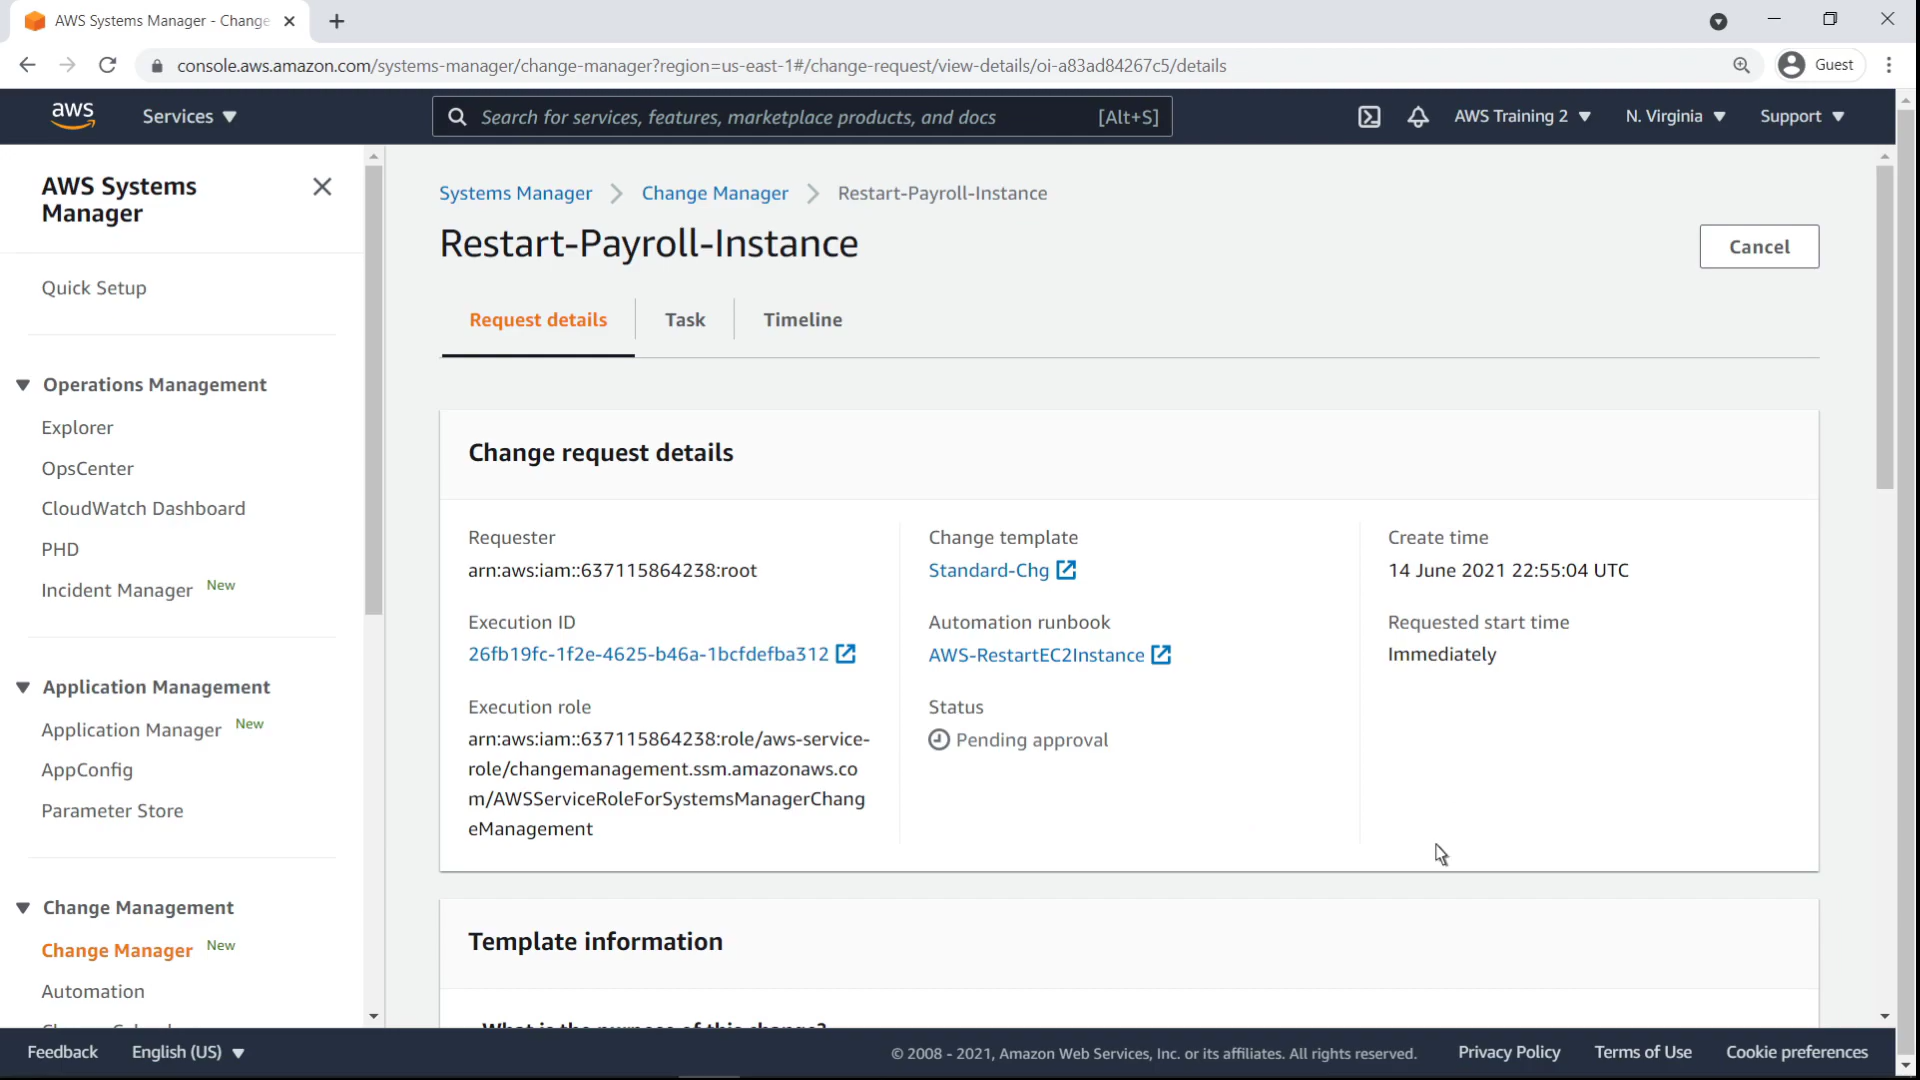 AWS Systems Manager - Change
console.aws.amazon.com/systems-manager/change-manager?region=us-east-1#/change-request/view-details/oi-a83ad84267c5/details
Guest
aws
Services
Search for services, features, marketplace products, and docs
[Alt+S]
AWS Training 2
N. Virginia
Support
AWS Systems
Manager
Quick Setup
Operations Management
Explorer
OpsCenter
CloudWatch Dashboard
PHD
Incident Manager New
Application Management
Application Manager New
AppConfig
Parameter Store
Change Management
Change Manager New
Automation
Systems Manager
Change Manager
Restart-Payroll-Instance
Restart-Payroll-Instance
Cancel
Request details
Task
Timeline
Change request details
Requester
arn:aws:iam::637115864238:root
Execution ID
26fb19fc-1f2e-4625-b46a-1bcfdefba312
Execution role
arn:aws:iam::637115864238:role/aws-service-
role/changemanagement.ssm.amazonaws.co
m/AWSServiceRoleForSystemsManagerChang
eManagement
Change template
Standard-Chg
Automation runbook
AWS-RestartEC2Instance
Status
Pending approval
Create time
14 June 2021 22:55:04 UTC
Requested start time
Immediately
Template information
What is the purpose of this change?
Feedback
English (US)
© 2008 - 2021, Amazon Web Services, Inc. or its affiliates. All rights reserved.
Privacy Policy
Terms of Use
Cookie preferences